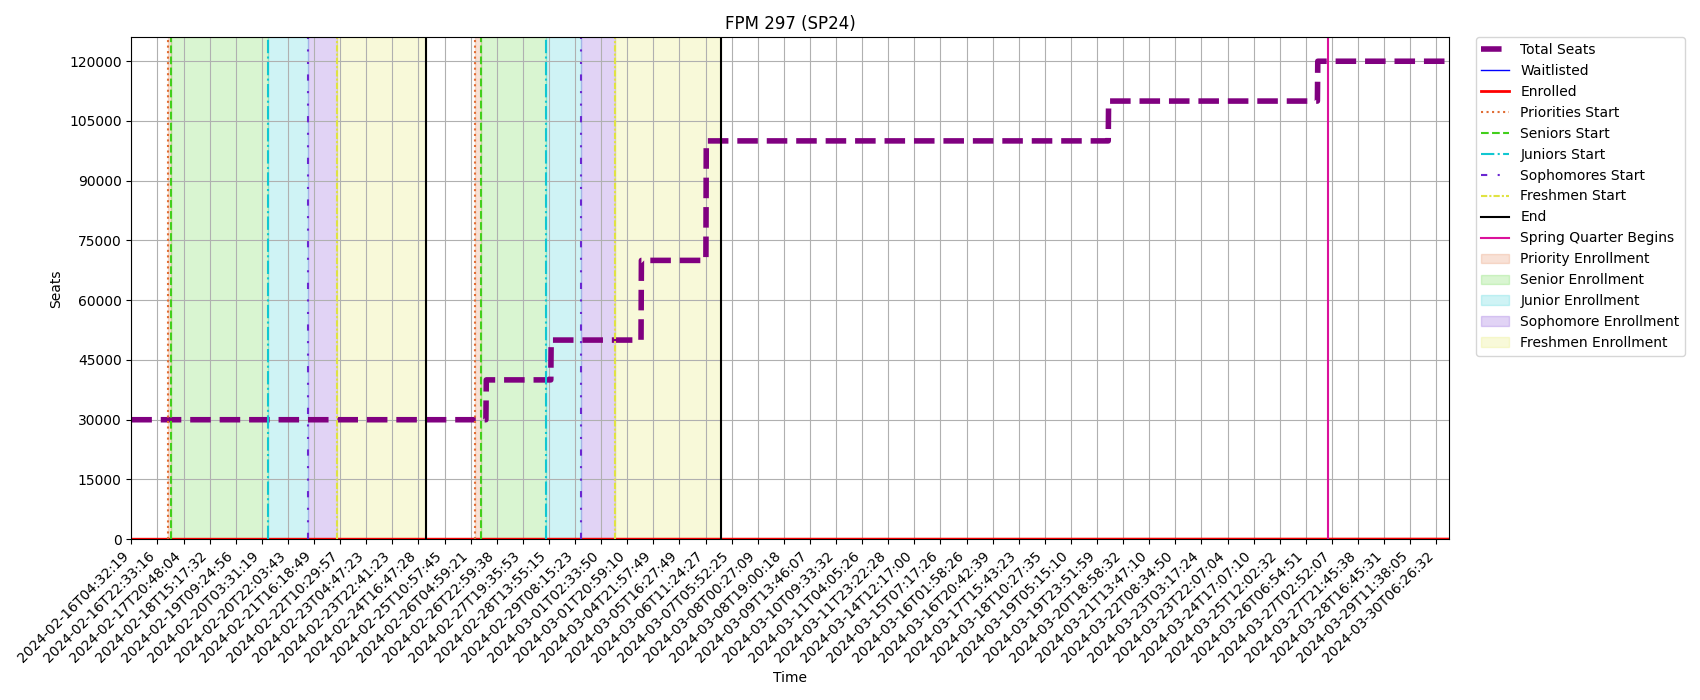 FPM 297 (SP24)
Seats
120000
105000
90000
75000
60000
45000
30000
15000
0
2024-02-16T04:32:19
2024-02-16T22:33:16
2024-02-17T20:48:04
2024-02-18T15:17:32
2024-02-19T09:24:56
2024-02-20T03:31:19
2024-02-20T22:03:43
2024-02-21T16:18:49
2024-02-22T10:29:57
2024-02-23T04:47:23
2024-02-23T22:41:23
2024-02-24T16:47:28
2024-02-25T10:57:45
2024-02-26T04:59:21
2024-02-26T22:59:38
2024-02-27T19:35:53
2024-02-28T13:55:15
2024-02-29T08:15:23
2024-03-01T02:33:50
2024-03-01T20:59:10
2024-03-04T21:57:49
2024-03-05T16:27:49
2024-03-06T11:24:27
2024-03-07T05:52:25
2024-03-08T00:27:09
2024-03-08T19:00:18
2024-03-09T13:46:07
2024-03-10T09:33:32
2024-03-11T04:05:26
2024-03-11T23:22:28
2024-03-14T12:17:00
2024-03-15T07:17:26
2024-03-16T01:58:26
2024-03-16T20:42:39
2024-03-17T15:43:23
2024-03-18T10:27:35
2024-03-19T05:15:10
2024-03-19T23:51:59
2024-03-20T18:58:32
2024-03-21T13:47:10
2024-03-22T08:34:50
2024-03-23T03:17:24
2024-03-23T22:07:04
2024-03-24T17:07:10
2024-03-25T12:02:32
2024-03-26T06:54:51
2024-03-27T02:52:07
2024-03-27T21:45:38
2024-03-28T16:45:31
2024-03-29T11:38:05
2024-03-30T06:26:32
Time
Total Seats
Waitlisted
Enrolled
Priorities Start
Seniors Start
Juniors Start
Sophomores Start
Freshmen Start
End
Spring Quarter Begins
Priority Enrollment
Senior Enrollment
Junior Enrollment
Sophomore Enrollment
Freshmen Enrollment